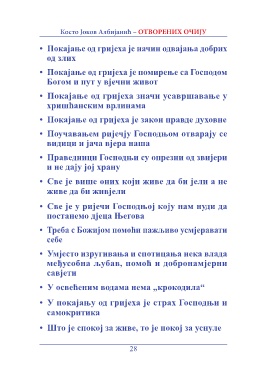 Косто Јоков Албијанић – ОТВОРЕНИХ ОЧИЈУ
• Покајање од гријеха је начин одвајања добрих
од злих
• Покајање од гријеха је помирење са Господом
Богом и пут у вјечни живот
• Покајање од гријеха значи усавршавање у
хришћанским врлинама
• Покајање од гријеха је закон правде духовне
• Поучавањем ријечју Господњом отварају се
видици и јача вјера наша
• Праведници Господњи су опрезни од звијери
и не дају јој храну
• Све је више оних који живе да би јели а не
живе да би живјели
• Све је у ријечи Господњој коју нам нуди да
постанемо дјеца Његова
• Треба с Божијом помоћи пажљиво усмјеравати
себе
• Умјесто изругивања и спотицања нека влада
међусобна љубав, помоћ и добронамјерни
савјети
• У освећеним водама нема „крокодила“
• У покајању од гријеха је страх Господњи и
самокритика
• Што је спокој за живе, то је покој за уснуле
28